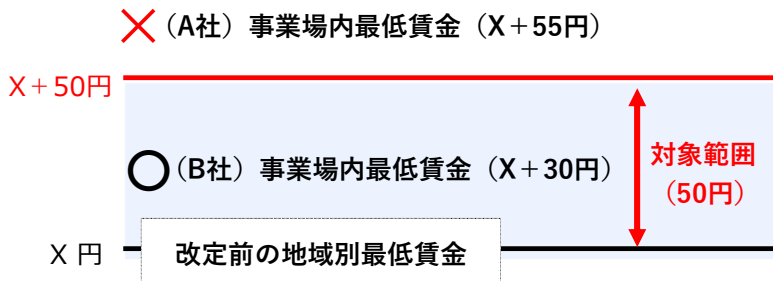 （A社）事業場内最低賃金（X＋55円）
X＋50円
（B社）事業場内最低賃金（X＋30円）
対象範囲
（50円）
X 円
改定前の地域別最低賃金